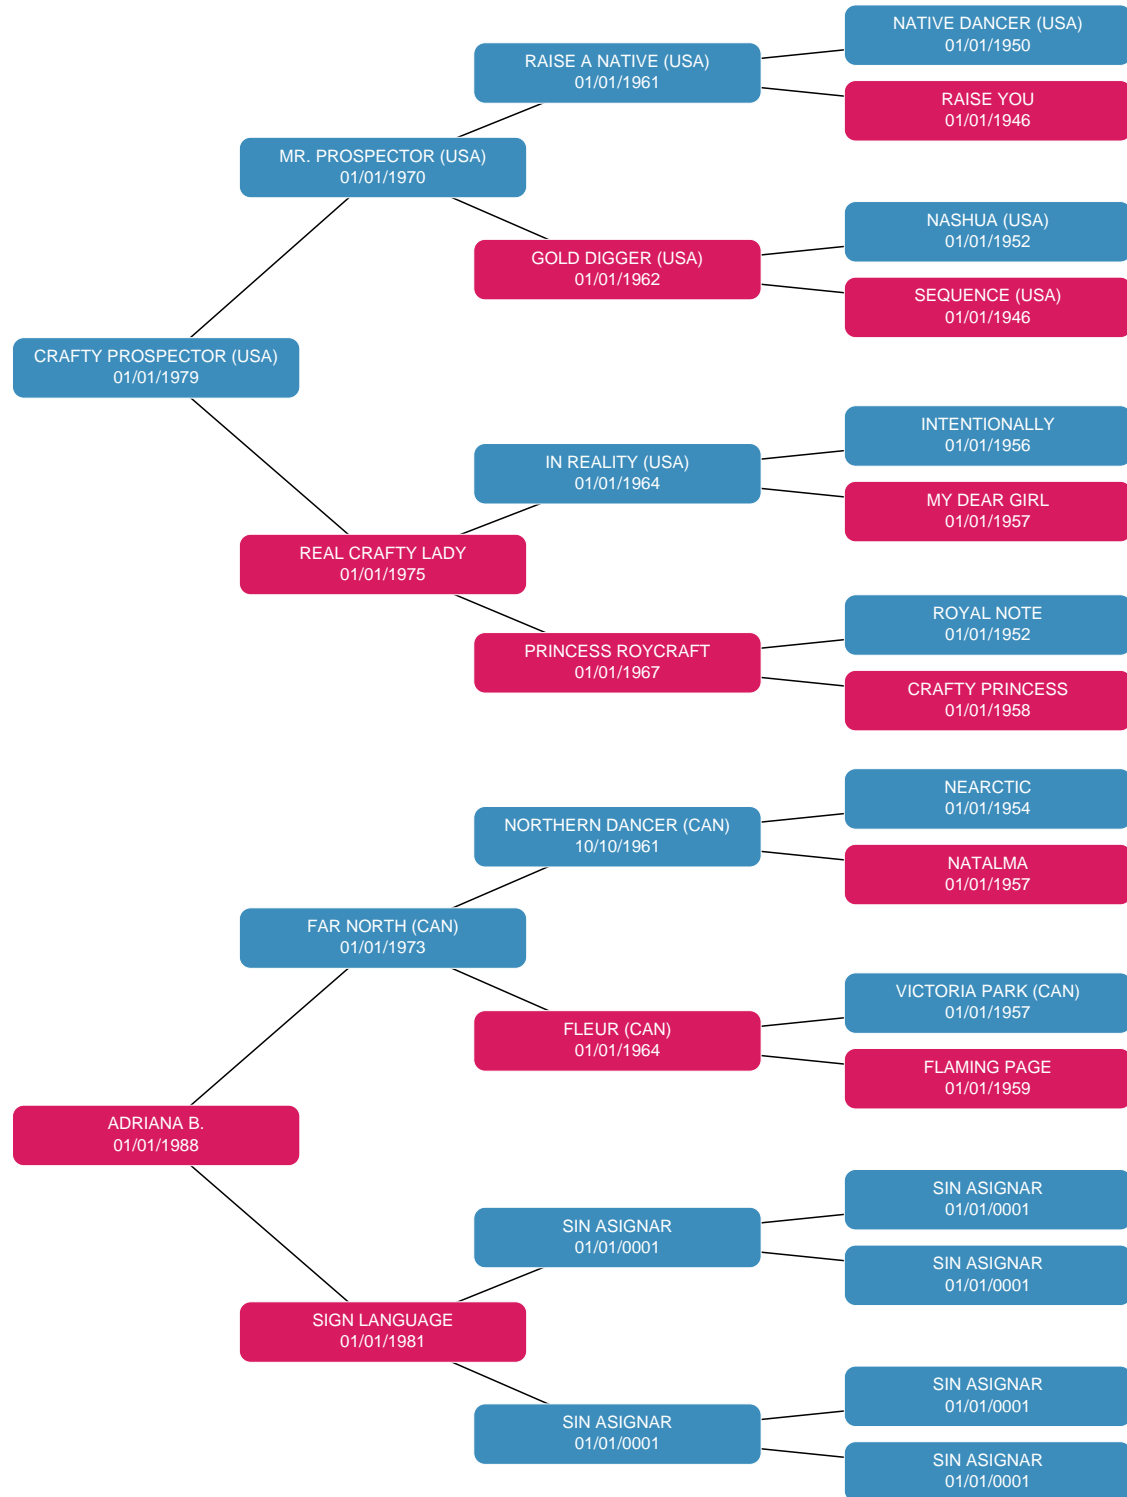 NATIVE DANCER (USA)
01/01/1950
RAISE A NATIVE (USA)
01/01/1961
RAISE YOU
01/01/1946
MR. PROSPECTOR (USA)
01/01/1970
NASHUA (USA)
01/01/1952
GOLD DIGGER (USA)
01/01/1962
SEQUENCE (USA)
01/01/1946
CRAFTY PROSPECTOR (USA)
01/01/1979
INTENTIONALLY
01/01/1956
IN REALITY (USA)
01/01/1964
MY DEAR GIRL
01/01/1957
REAL CRAFTY LADY
01/01/1975
ROYAL NOTE
01/01/1952
PRINCESS ROYCRAFT
01/01/1967
CRAFTY PRINCESS
01/01/1958
NEARCTIC
01/01/1954
NORTHERN DANCER (CAN)
10/10/1961
NATALMA
01/01/1957
FAR NORTH (CAN)
01/01/1973
VICTORIA PARK (CAN)
01/01/1957
FLEUR (CAN)
01/01/1964
FLAMING PAGE
01/01/1959
ADRIANA B.
01/01/1988
SIN ASIGNAR
01/01/0001
SIN ASIGNAR
01/01/0001
SIN ASIGNAR
01/01/0001
SIGN LANGUAGE
01/01/1981
SIN ASIGNAR
01/01/0001
SIN ASIGNAR
01/01/0001
SIN ASIGNAR
01/01/0001